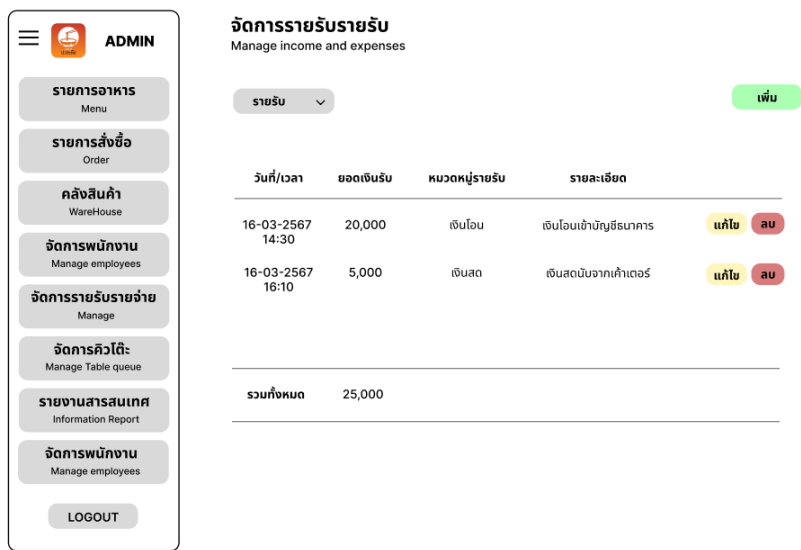 ADMIN
รายการอาหาร
Menu
รายการสั่งซื้อ
Order
คลังสินค้า
WareHouse
จัดการพนักงาน
Manage employees
จัดการรายรับรายจ่าย
Manage
จัดการคิวโต๊ะ
Manage Table queue
รายงานสารสนเทศ
Information Report
จัดการพนักงาน
Manage employees
LOGOUT
จัดการรายรับรายรับ
Manage income and expenses
รายรับ
เพิ่ม
วันที่/เวลา ยอดเงินรับ หมวดหมู่รายรับ รายละเอียด
16-03-2567 20,000 เงินโอน เงินโอนเข้าบัญชีธนาคาร แก้ไข ลบ
14:30
16-03-2567 5,000 เงินสด เงินสดนับจากเค้าเตอร์ แก้ไข ลบ
16:10
รวมทั้งหมด 25,000